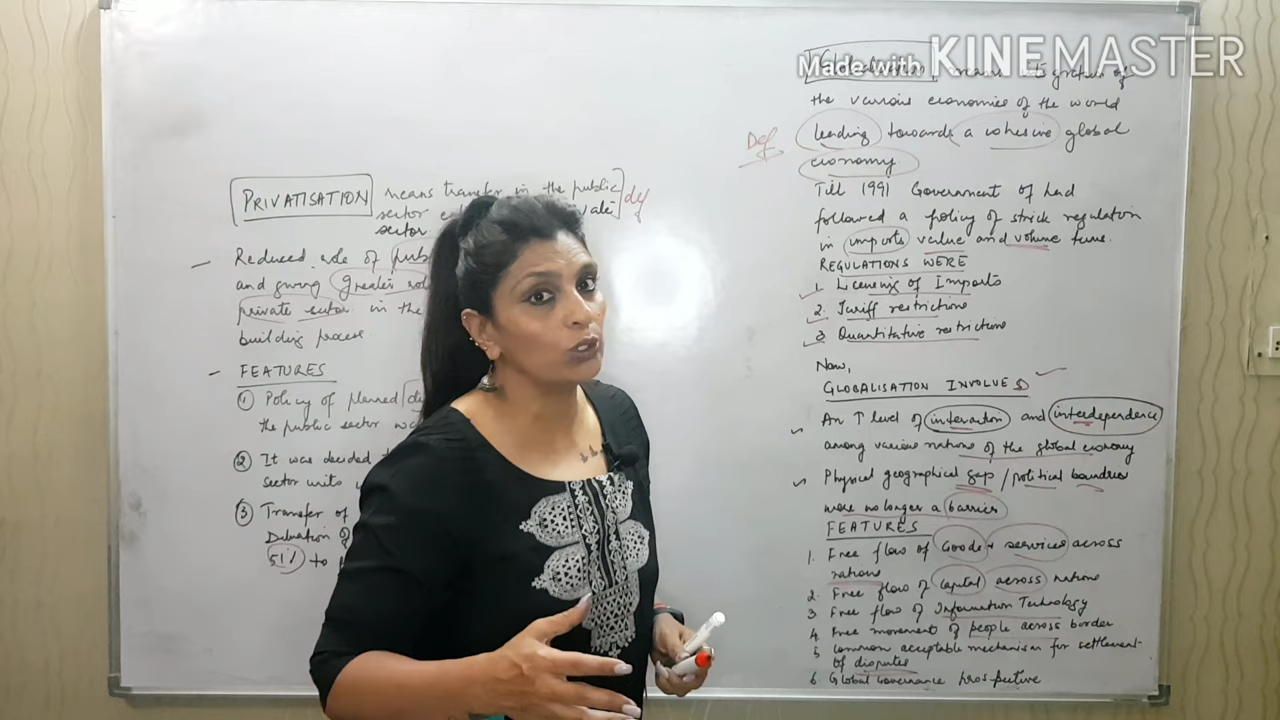 Made with KINEMASTER
PRIVATISATION means transfer in the public
sector
sector
def
Reduced role of
and giving Greater
private sector in the
building process
FEATURES
① Policy of planned
the public sector
② It was decided
sector units
③ Transfer of
of
51% to
Globalisation means of
the various economies of the world
leading towards a cohesive global
economy
Def
Till 1991 Government of had
followed a policy of strick regulation
in imports value and volume
REGULATIONS WERE
1. Licensing of Imports
2. Tariff restrictions
3 Quantitative restrictions
Now,
GLOBALISATION INVOLVES
An ↑ level of interaction and interdependence
among various nations of the global economy
Physical geographical gap / political
were no longer a barrier
FEATURES
1. Free flow of Goods + services across
nations
2. Free flow of capital across nations
3 Free flow of Information Technology
4 Free movement of people across border
5 Common acceptable mechanism for settlement
of disputes
6 Global Governance